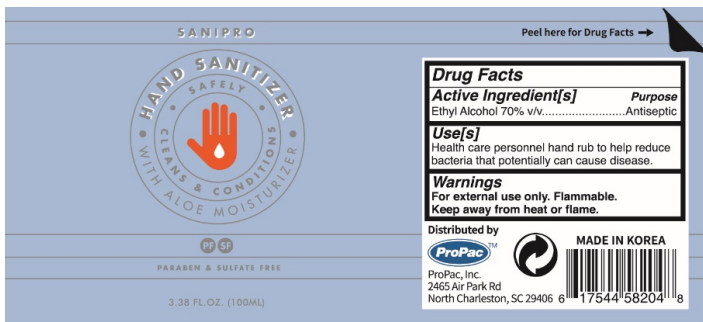 SANIPRO
Peel here for Drug Facts
HAND SANITIZER
SAFELY
CLEANS & CONDITIONS
WITH ALOE MOISTURIZER
PF SF
PARABEN & SULFATE FREE
3.38 FL.OZ. (100ML)
Drug Facts
Active Ingredient[s] Purpose
Ethyl Alcohol 70% v/v.........................Antiseptic
Use[s]
Health care personnel hand rub to help reduce
bacteria that potentially can cause disease.
Warnings
For external use only. Flammable.
Keep away from heat or flame.
Distributed by
ProPac™
ProPac, Inc.
2465 Air Park Rd
North Charleston, SC 29406
MADE IN KOREA
6 17544 58204 8